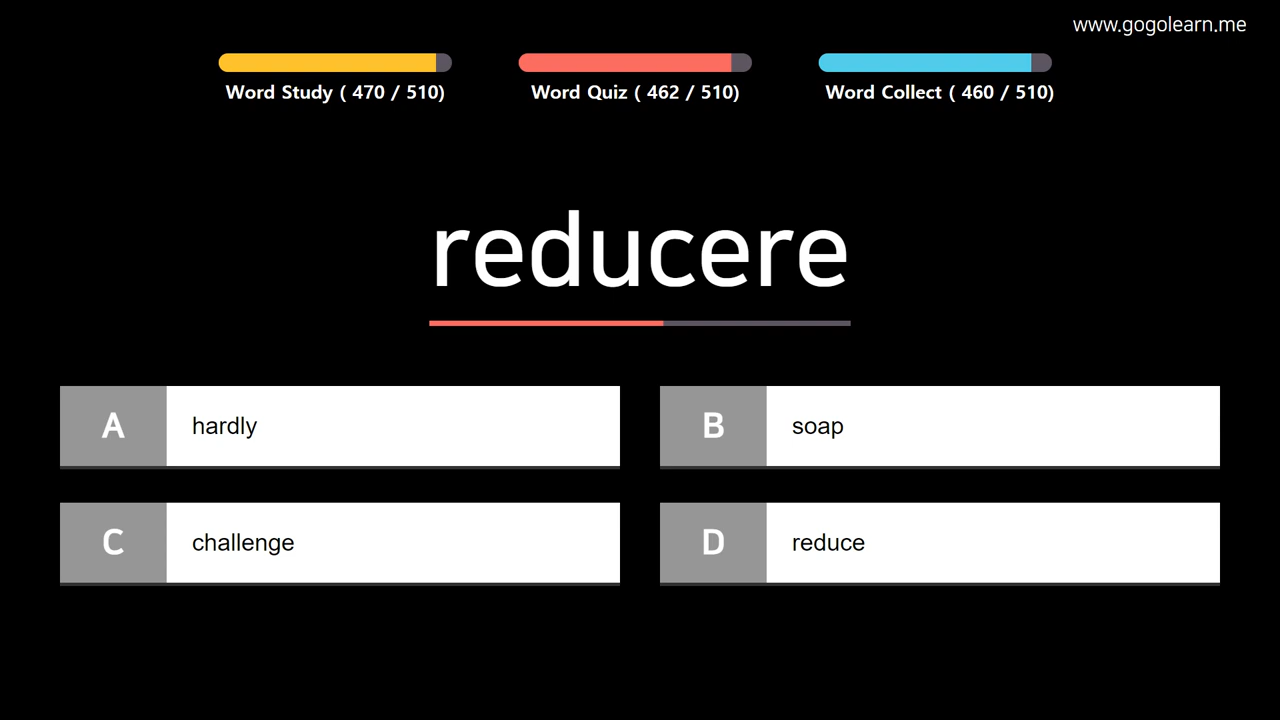 www.gogolearn.me
Word Study ( 470 / 510)
Word Quiz ( 462 / 510)
Word Collect ( 460 / 510)
reducere
A hardly
B soap
C challenge
D reduce